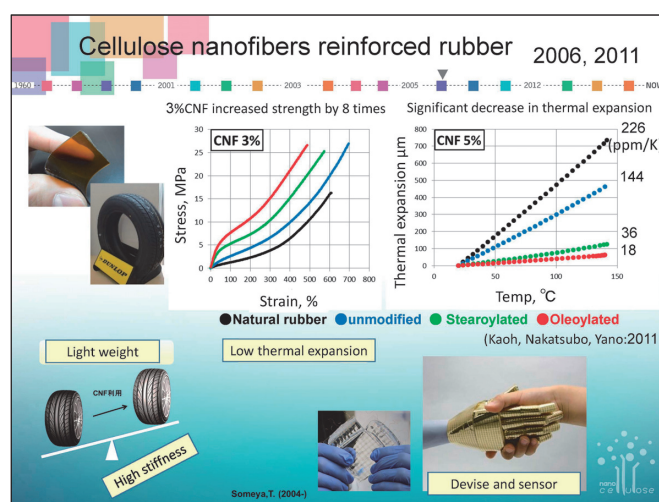 Cellulose nanofibers reinforced rubber 2006, 2011
1960 2001 2003 2005 2012 NOW
3%CNF increased strength by 8 times
Significant decrease in thermal expansion
CNF 3%
Stress, MPa
30
25
20
15
10
5
0
0 100 200 300 400 500 600 700 800
Strain, %
CNF 5%
Thermal expansion μm
800
700
600
500
400
300
200
100
0
0 50 100 150
Temp, ℃
226
(ppm/K)
144
36
18
DUNLOP
●Natural rubber ●unmodified ●Stearoylated ●Oleoylated
(Kaoh, Nakatsubo, Yano:2011
Light weight
Low thermal expansion
CNF利用
High stiffness
Someya,T. (2004-)
Devise and sensor
nano
cellulose